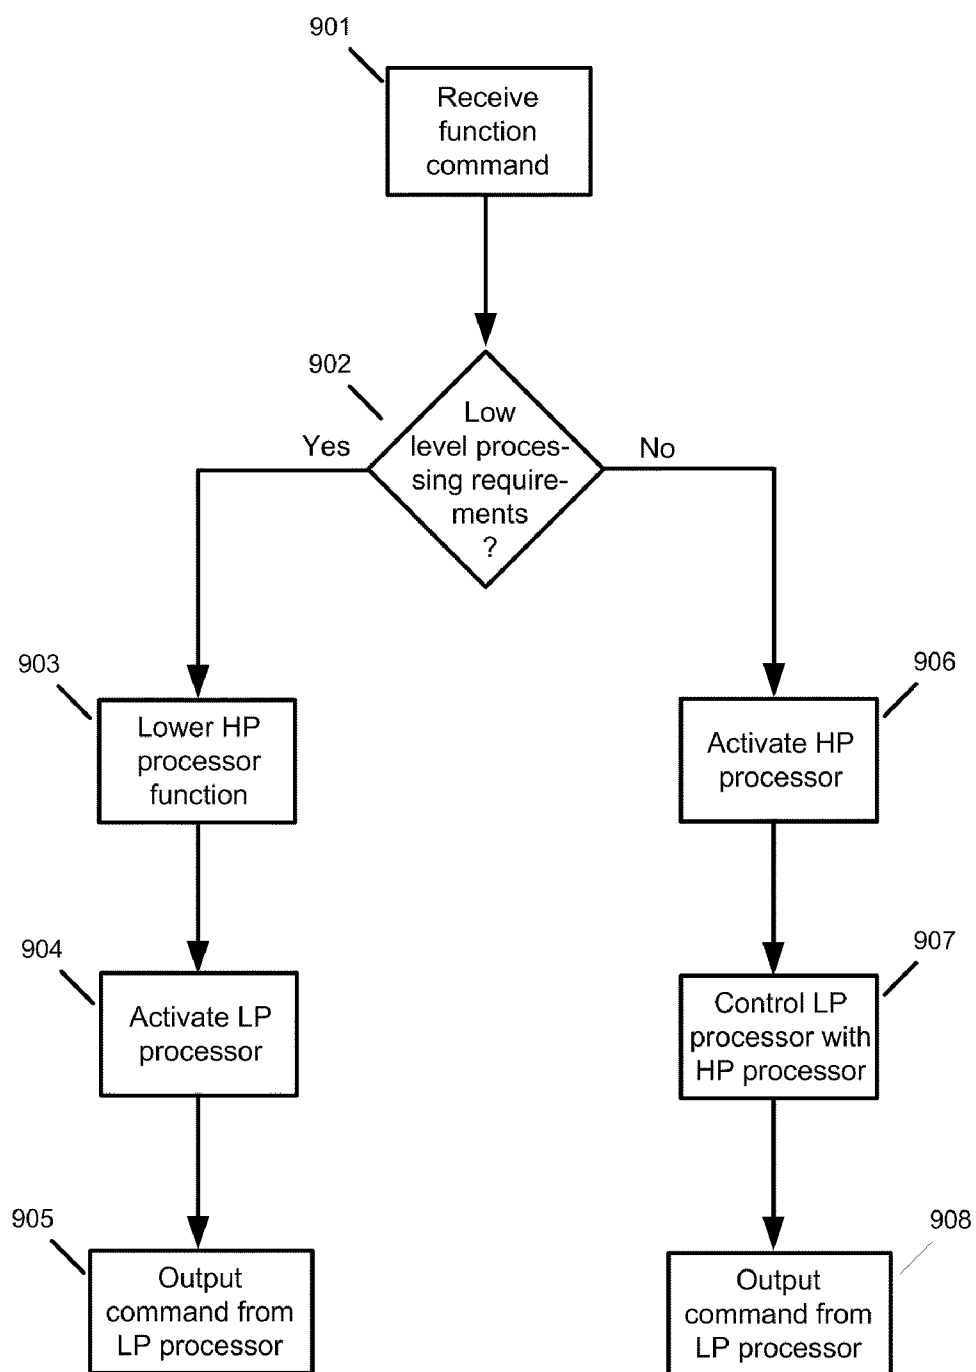 901
Receive
function
command
902
Low
level proces-
sing require-
ments
?
Yes
No
903
Lower HP
processor
function
906
Activate HP
processor
904
Activate LP
processor
907
Control LP
processor with
HP processor
905
Output
command from
LP processor
908
Output
command from
LP processor